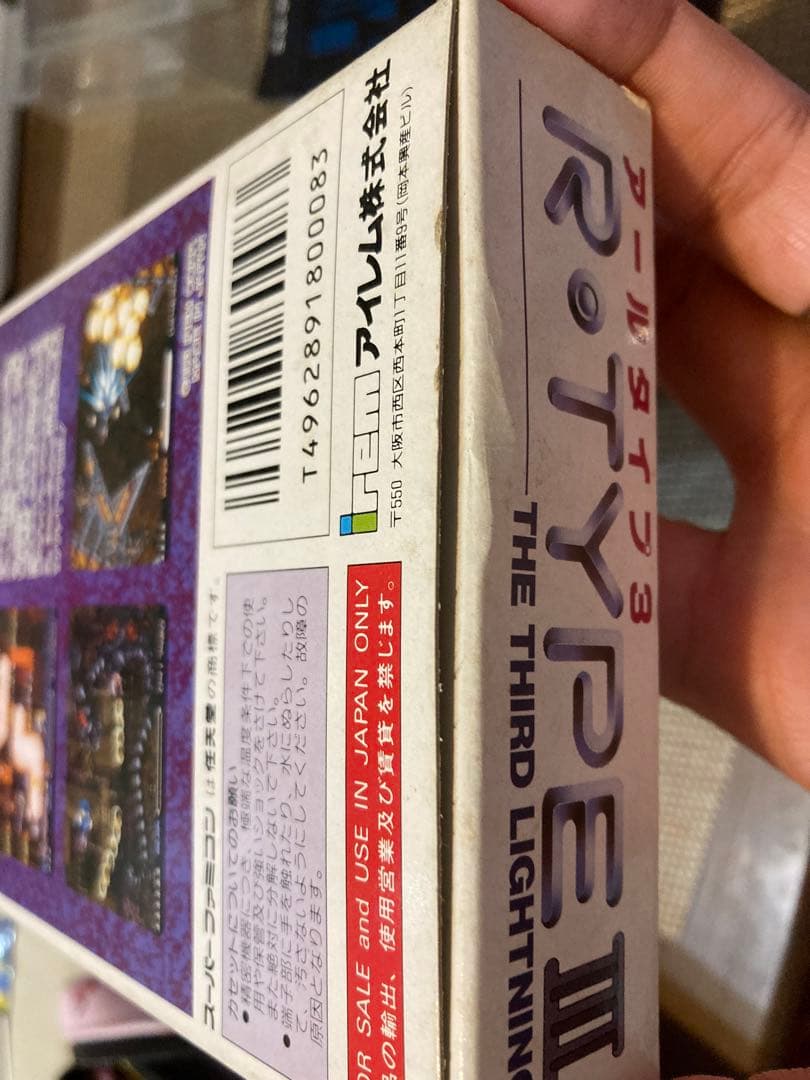 アールタイプ3
R・TYPE III
THE THIRD LIGHTNING
T4962891800083
irem アイレム株式会社
〒550 大阪市西区西本町1丁目11番9号(岡本興産ビル)
スーパーファミコンは任天堂の商標です。
カセットについてのお願い
●精密機器につき、極端な温度条件下での使
用や保管及び強いショックをさけて下さい。
また絶対に分解しないで下さい。
●端子部に手を触れたり、水にぬらしたりし
て、汚さないようにしてください。故障の
原因となります。
OR SALE and USE IN JAPAN ONLY
の輸出、使用営業及び賃貸を禁じます。